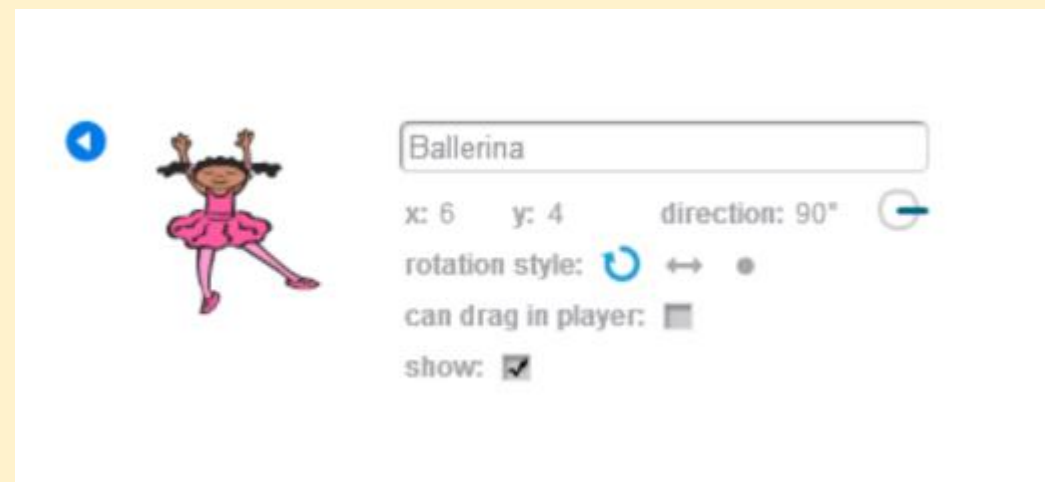 Ballerina
x: 6 y: 4 direction: 90°
rotation style:
can drag in player:
show: